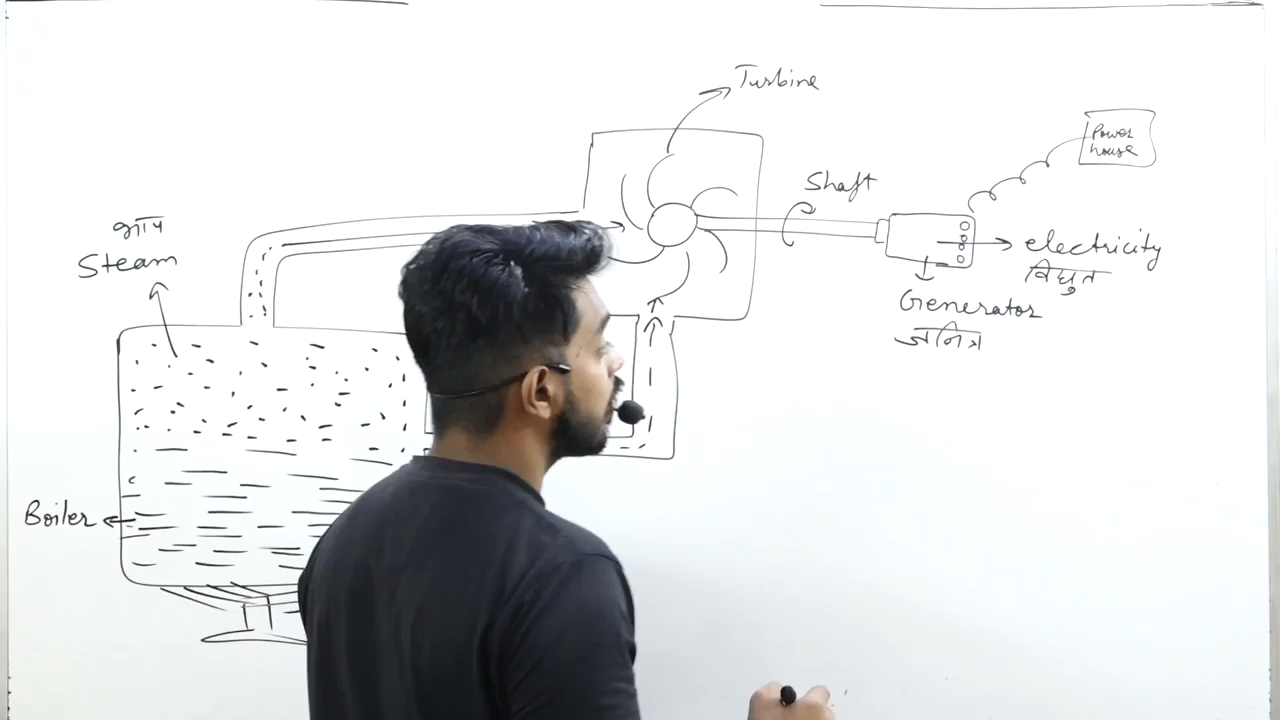 Turbine
Power
house
Shaft
भाप
Steam
electricity
विद्युत
Generator
जनित्र
Boiler